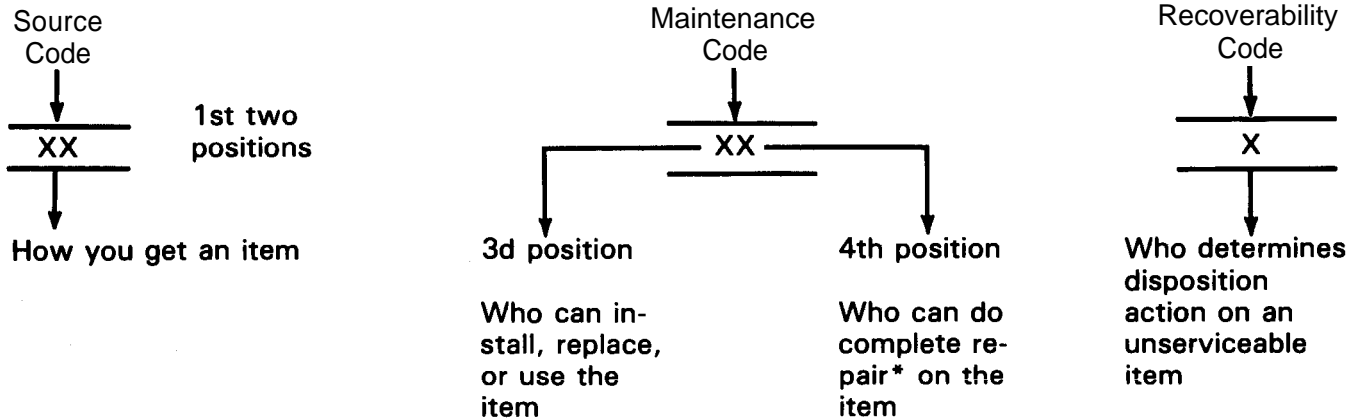 Source
Code
XX
1st two
positions
How you get an item
Maintenance
Code
XX
3d position
Who can in-
stall, replace,
or use the
item
4th position
Who can do
complete re-
pair* on the
item
Recoverability
Code
X
Who determines
disposition
action on an
unserviceable
item